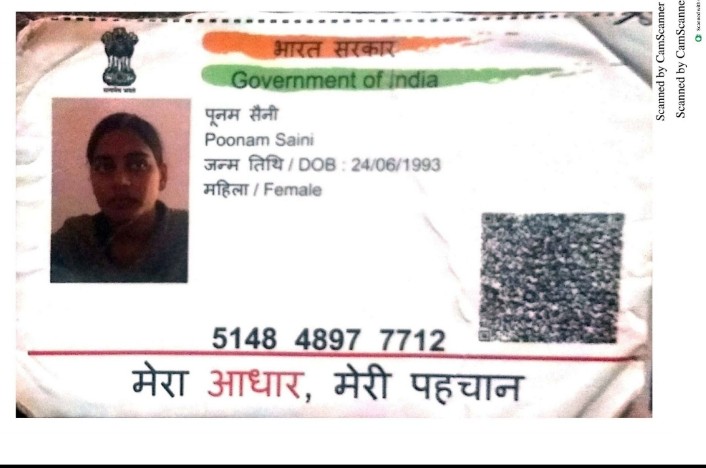 भारत सरकार
Government of India
पूनम सैनी
Poonam Saini
जन्म तिथि / DOB : 24/06/1993
महिला / Female
5148 4897 7712
मेरा आधार, मेरी पहचान
Scanned by CamScanner
Scanned by CamScanne